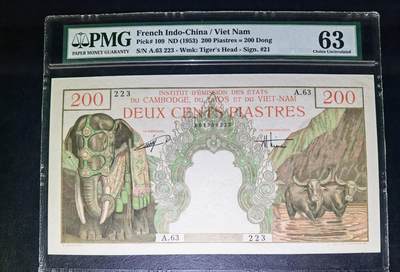 PMG
PAPER MONEY GUARANTY
French Indo-China / Viet Nam
Pick# 109 ND (1953) 200 Piastres = 200 Dong
S/N A.63 223 - Wmk: Tiger's Head - Sign. #21
63
Choice Uncirculated
223
A.63
INSTITUT D'ÉMISSION DES ÉTATS
DU CAMBODGE, DU LAOS ET DU VIET-NAM
200
200
DEUX CENTS PIASTRES
A.63
223